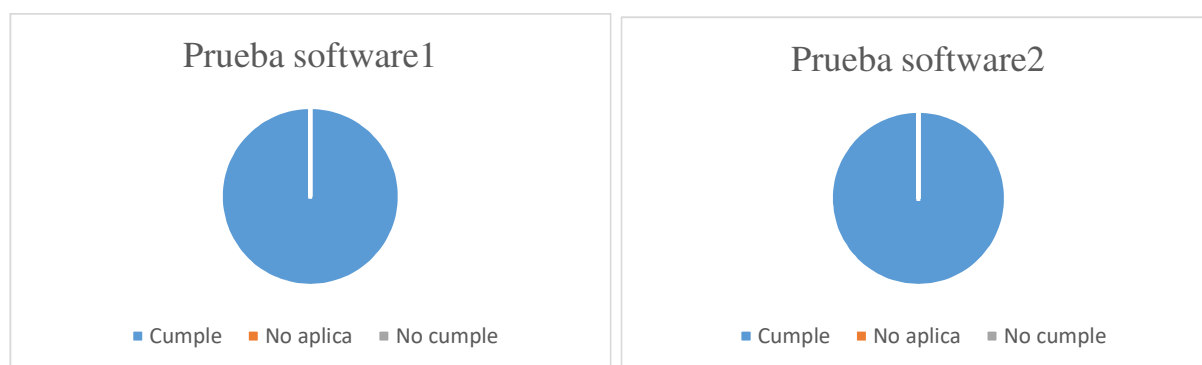 Prueba software1
Cumple No aplica No cumple
Prueba software2
Cumple No aplica No cumple